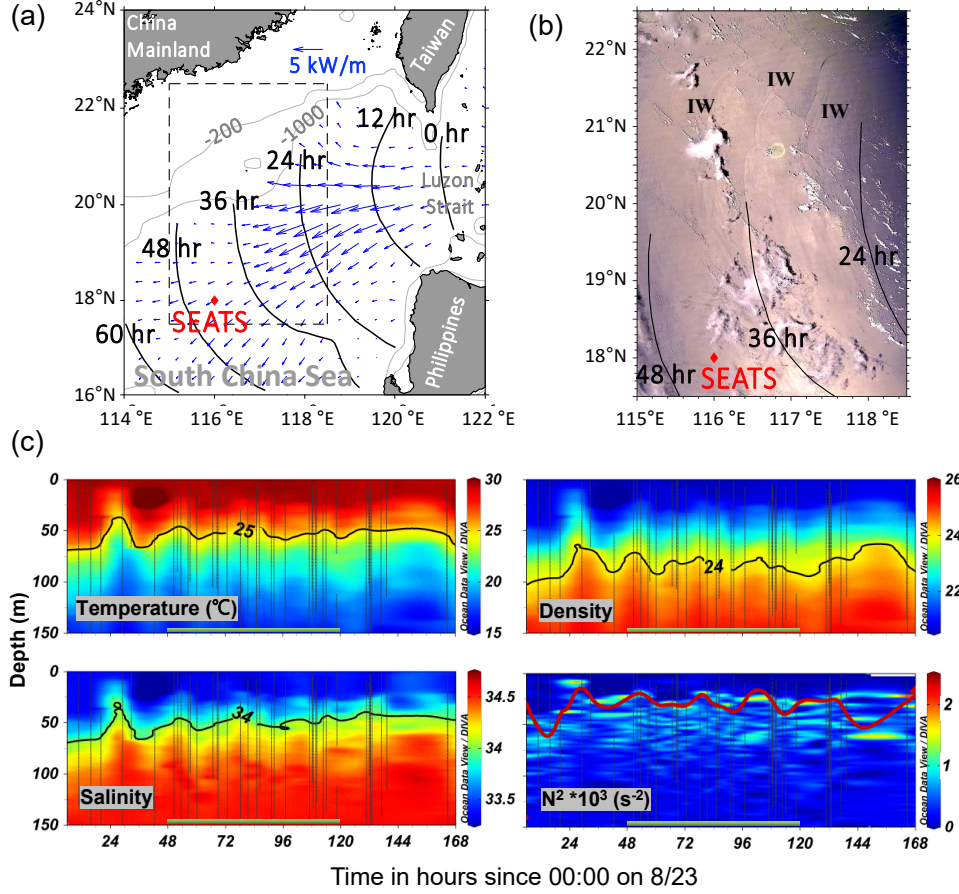 (a)
China
Mainland
5 kW/m
Taiwan
-200
-1000
12 hr
0 hr
24 hr
Luzon
Strait
36 hr
48 hr
SEATS
60 hr
South China Sea
Philippines
22°N
20°N
18°N
16°N
114°E
116°E
118°E
120°E
122°E
(b)
22°N
21°N
20°N
19°N
18°N
IW
IW
IW
24 hr
36 hr
48 hr
SEATS
115°E
116°E
117°E
118°E
(c)
Depth (m)
0
50
100
150
25
Temperature (℃)
30
25
20
15
Ocean Data View / DIVA
24
Density
26
24
22
Ocean Data View / DIVA
0
50
100
150
34
Salinity
34.5
34
33.5
Ocean Data View / DIVA
24
48
72
96
120
144
168
N² *10³ (s⁻²)
2
1
0
Ocean Data View / DIVA
24
48
72
96
120
144
168
Time in hours since 00:00 on 8/23